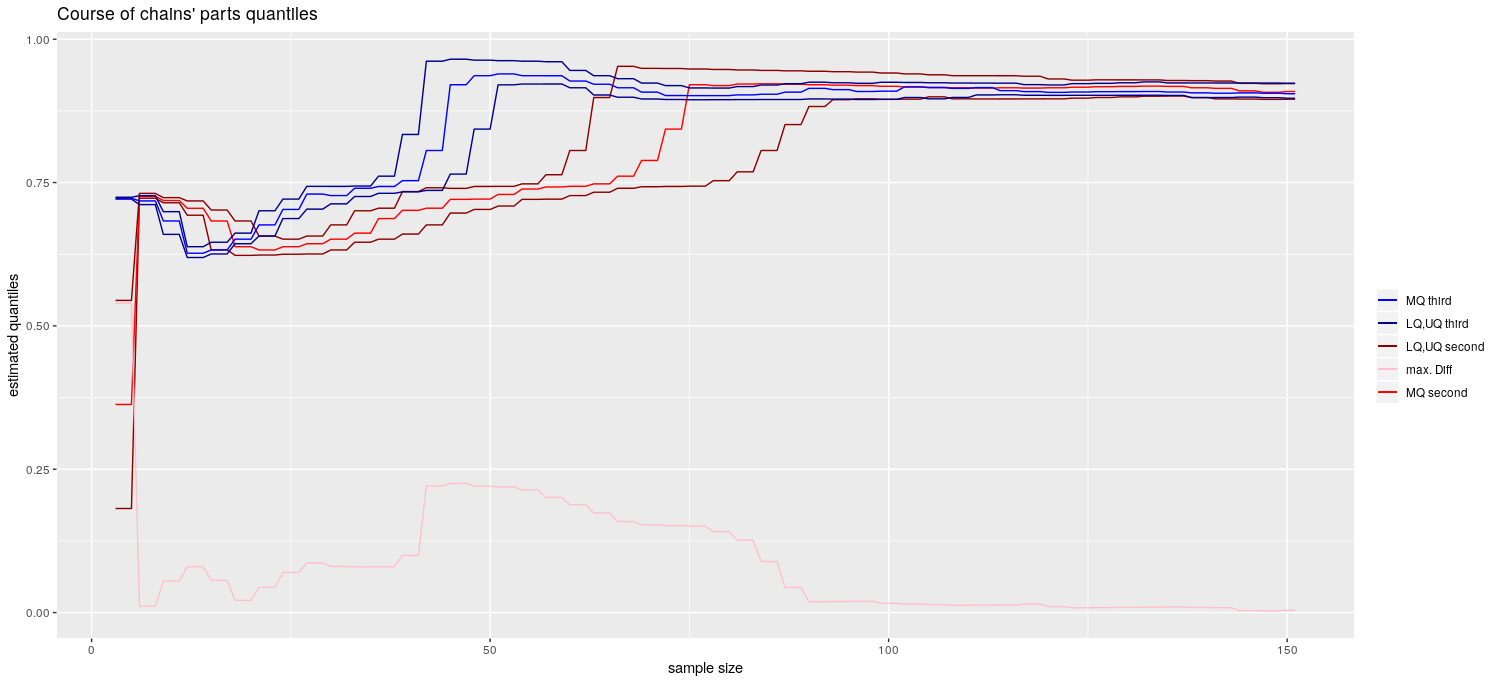 Course of chains' parts quantiles
1.00
0.75
0.50
0.25
0.00
estimated quantiles
0
50
100
150
sample size
MQ third
LQ,UQ third
LQ,UQ second
max. Diff
MQ second